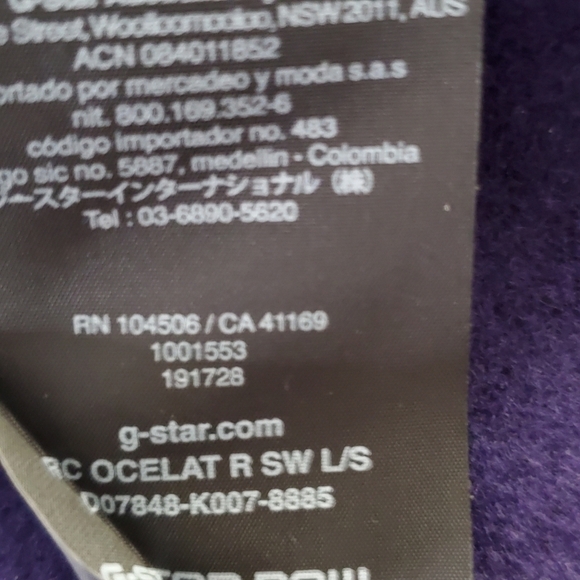 Street, Woolloomooloo, NSW 2011, AUS
ACN 084011852
ortado por mercadeo y moda s.a.s
nit. 800.169.352-6
código importador no. 483
go sic no. 5887, medellin - Colombia
ースターインターナショナル (株)
Tel : 03-6890-5620
RN 104506 / CA 41169
1001553
191728
g-star.com
BC OCELAT R SW L/S
D07848-K007-8885